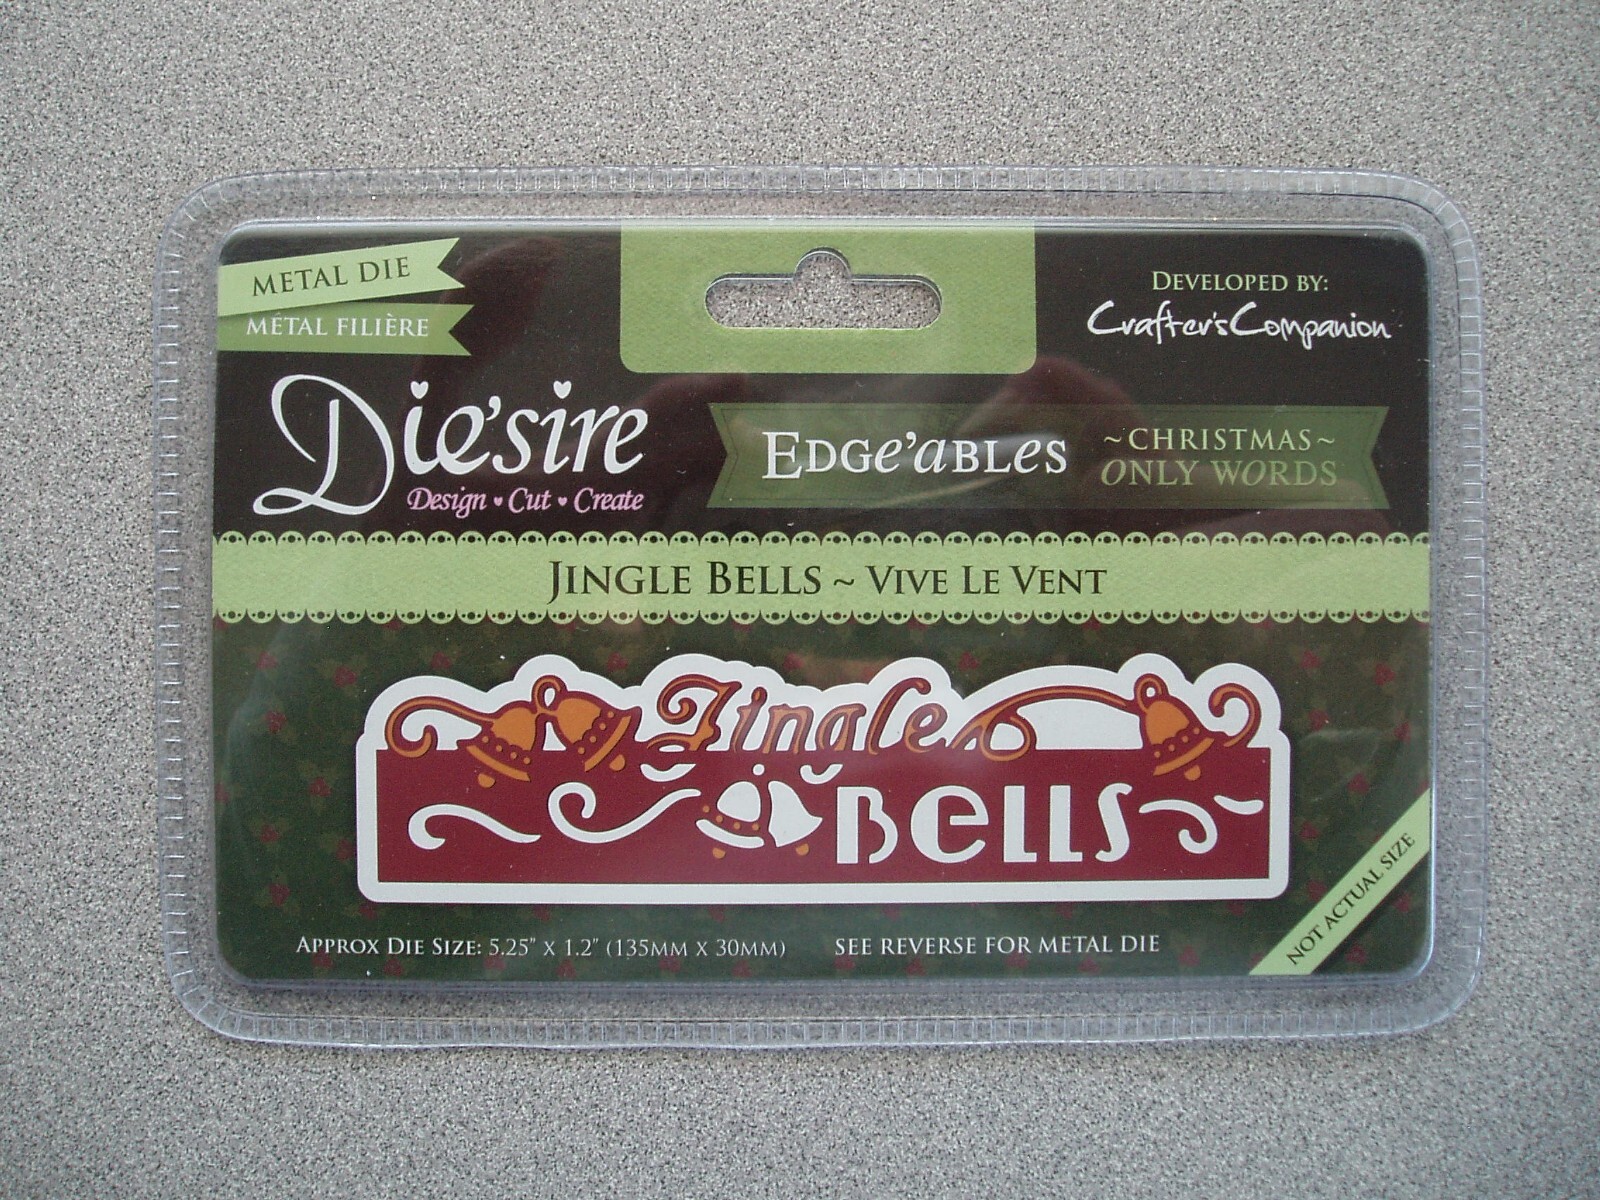 METAL DIE
MÉTAL FILIÈRE
DEVELOPED BY:
Crafter'sCompanion
Die'sire
Design ♥ Cut ♥ Create
EDGE'ABLES
~CHRISTMAS~
ONLY WORDS
JINGLE BELLS ~ VIVE LE VENT
Jingle
Bells
APPROX DIE SIZE: 5.25" X 1.2" (135MM X 30MM)
SEE REVERSE FOR METAL DIE
NOT ACTUAL SIZE